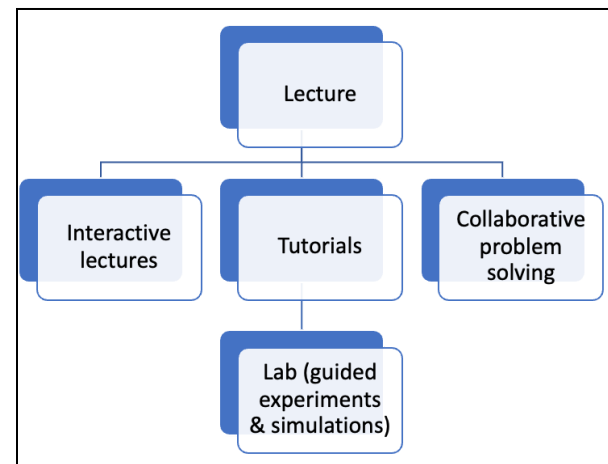 Lecture
Interactive
lectures
Tutorials
Collaborative
problem
solving
Lab (guided
experiments
& simulations)